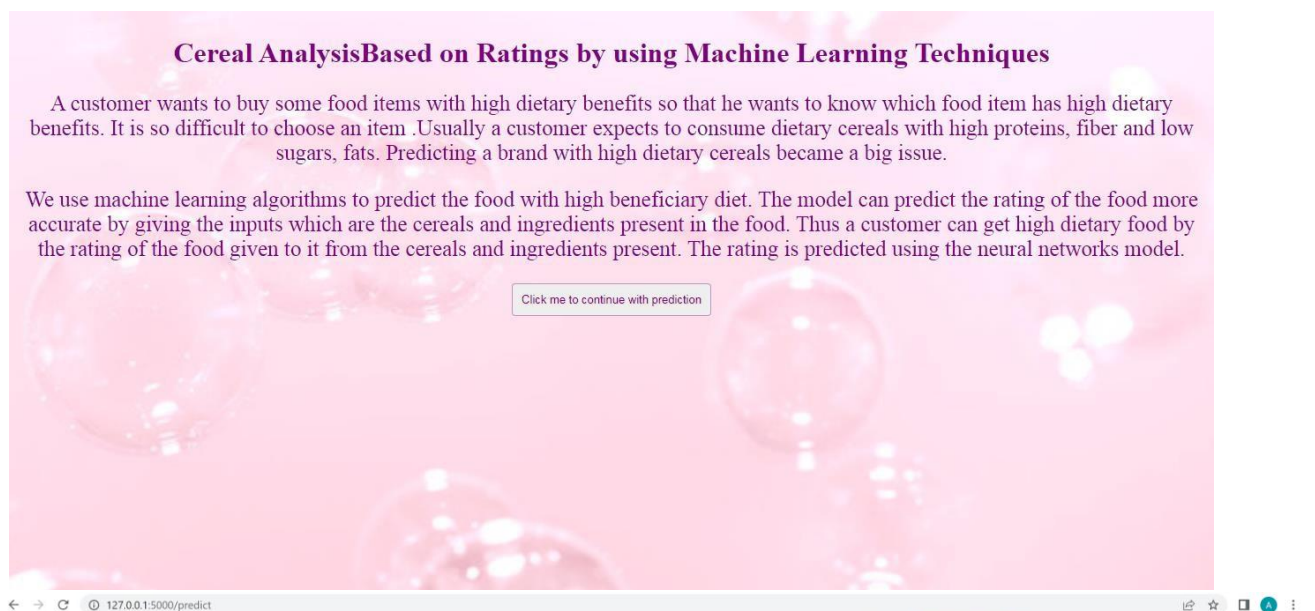 Cereal AnalysisBased on Ratings by using Machine Learning Techniques
A customer wants to buy some food items with high dietary benefits so that he wants to know which food item has high dietary
benefits. It is so difficult to choose an item .Usually a customer expects to consume dietary cereals with high proteins, fiber and low
sugars, fats. Predicting a brand with high dietary cereals became a big issue.
We use machine learning algorithms to predict the food with high beneficiary diet. The model can predict the rating of the food more
accurate by giving the inputs which are the cereals and ingredients present in the food. Thus a customer can get high dietary food by
the rating of the food given to it from the cereals and ingredients present. The rating is predicted using the neural networks model.
Click me to continue with prediction
127.0.0.1:5000/predict
A